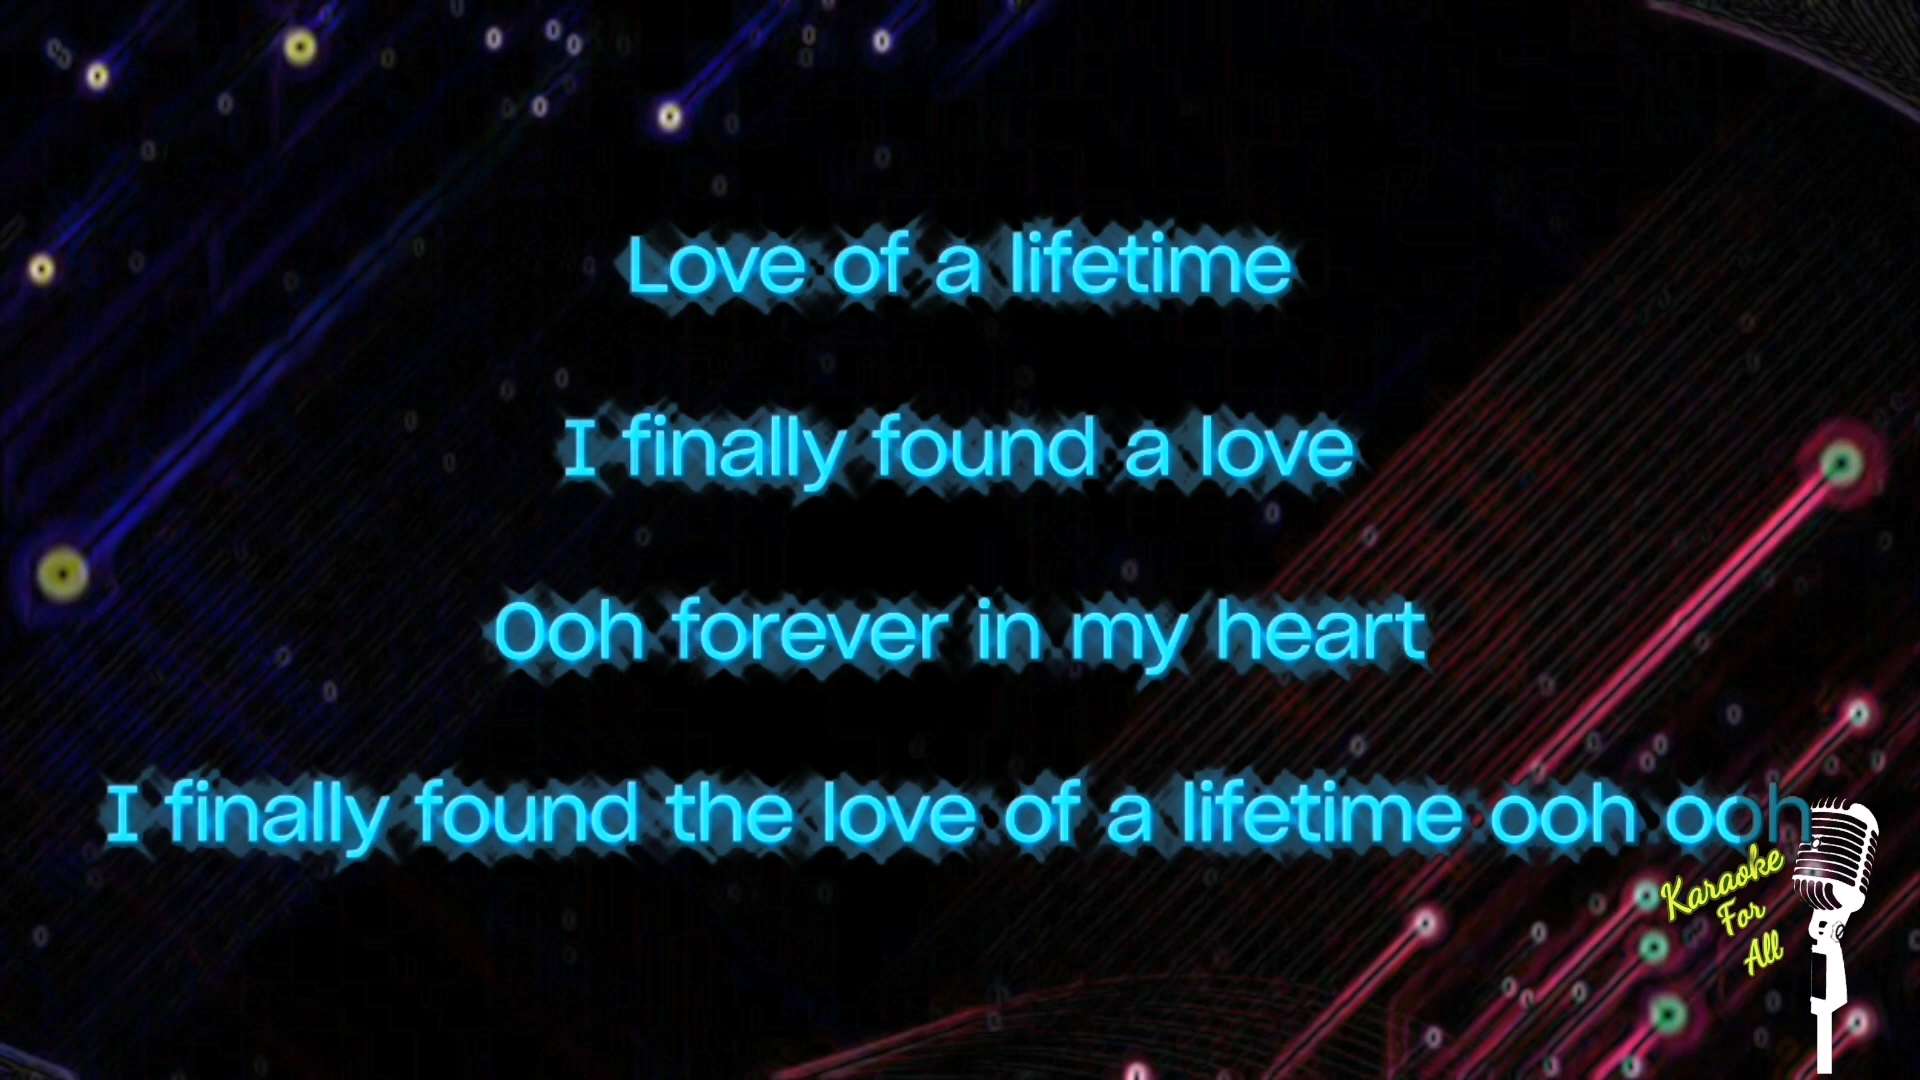 Love of a lifetime
I finally found a love
Ooh forever in my heart
I finally found the love of a lifetime ooh ooh
Karaoke
For
All